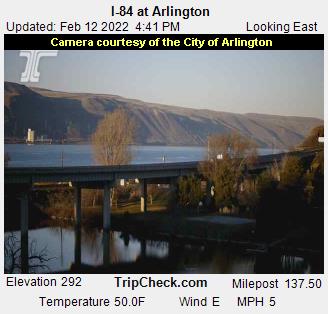 I-84 at Arlington
Updated: Feb 12 2022 4:41 PM Looking East
Camera courtesy of the City of Arlington
Elevation 292 TripCheck.com Milepost 137.50
Temperature 50.0F Wind E MPH 5